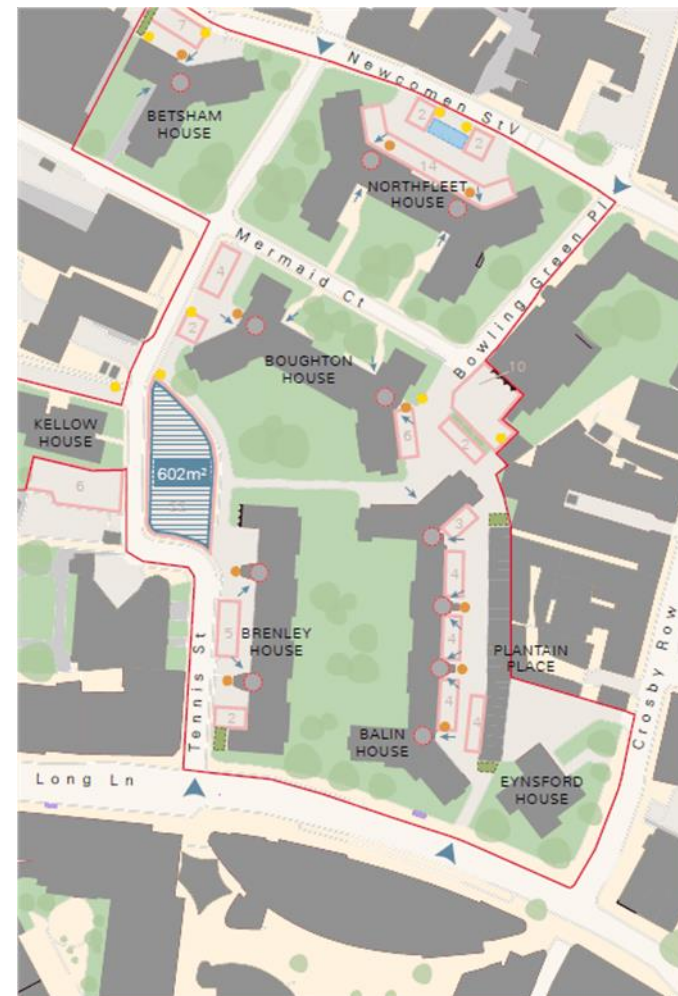 7
Newcomen St
V
BETSHAM
HOUSE
2
2
14
NORTHFLEET
HOUSE
Mermaid Ct
Bowling Green Pl
4
2
BOUGHTON
HOUSE
10
KELLOW
HOUSE
6
602m²
6
2
3
4
4
4
4
5
BRENLEY
HOUSE
PLANTAIN
PLACE
2
Tennis St
BALIN
HOUSE
EYNSFORD
HOUSE
Crosby Row
Long Ln